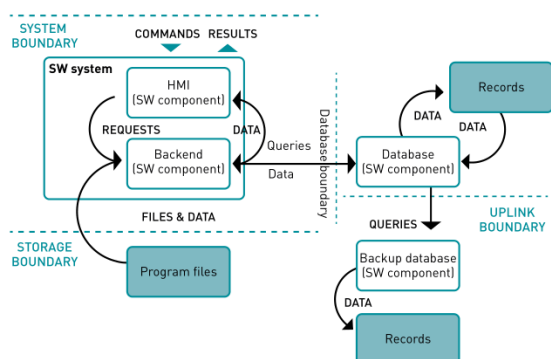 SYSTEM
BOUNDARY
COMMANDS
RESULTS
SW system
HMI
(SW component)
REQUESTS
DATA
Backend
(SW component)
Queries
Data
Database boundary
DATA
Records
DATA
Database
(SW component)
FILES & DATA
STORAGE
BOUNDARY
Program files
QUERIES
UPLINK
BOUNDARY
Backup database
(SW component)
DATA
Records